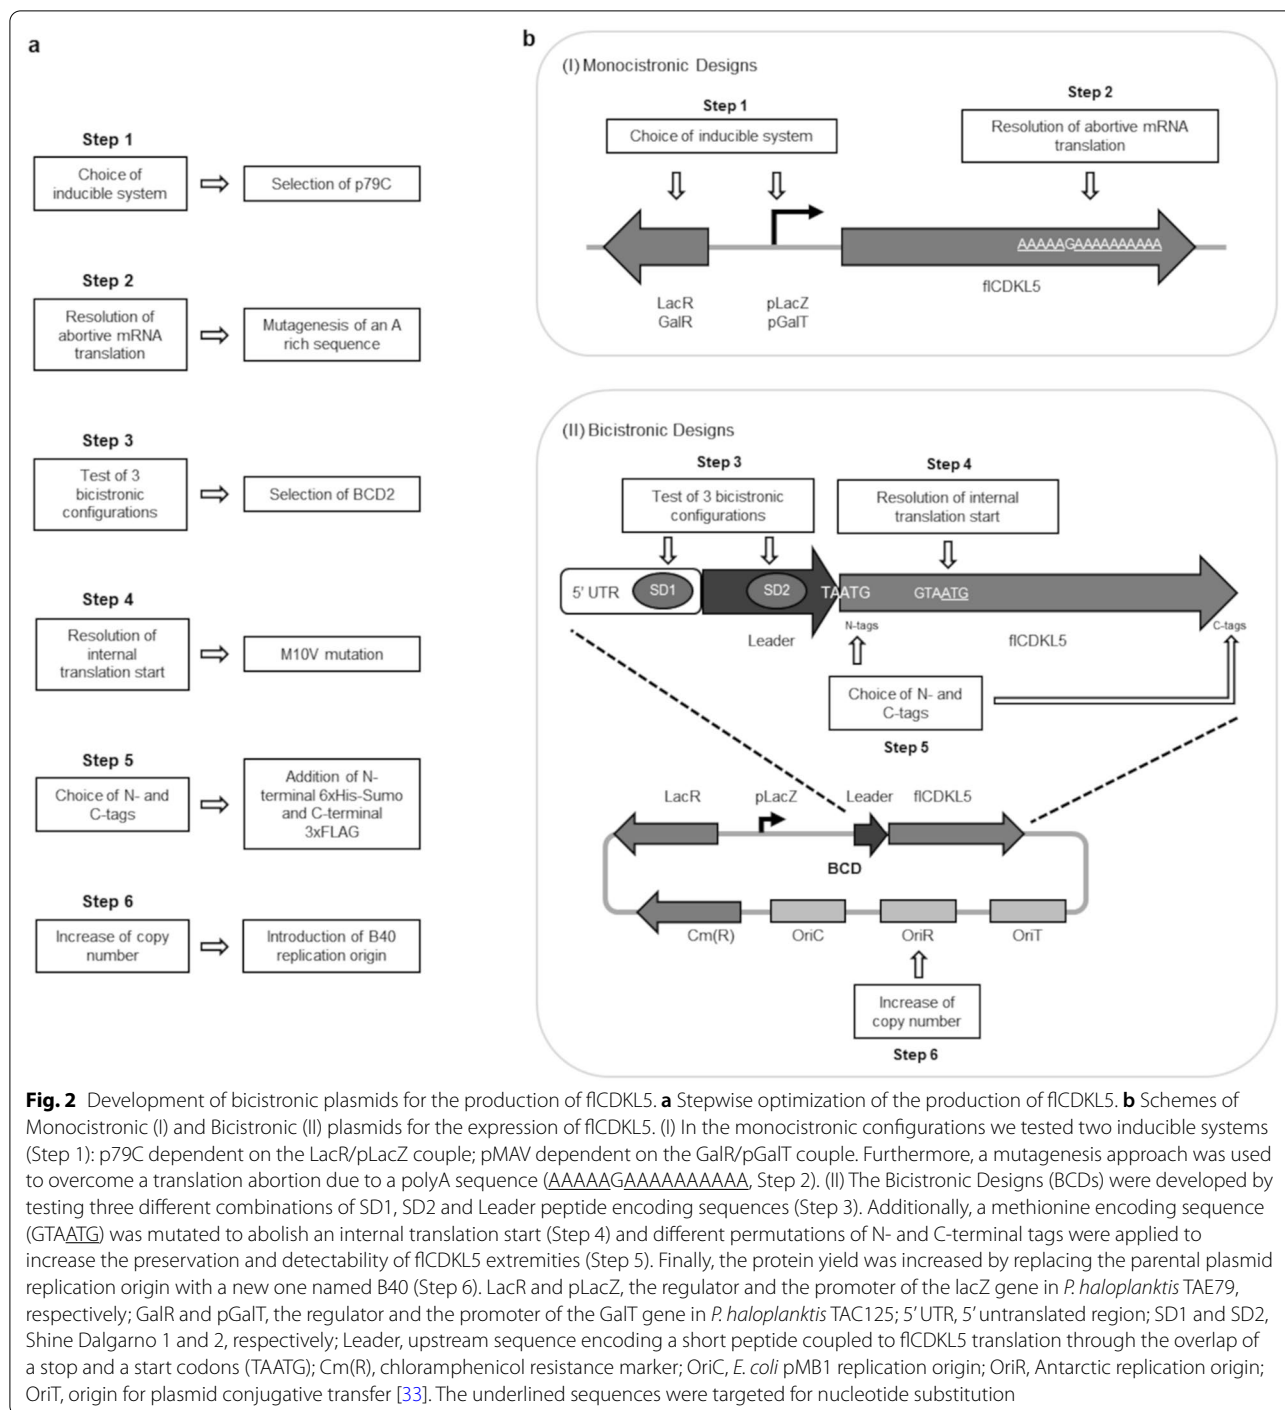 a
Step 1
Choice of
inducible system
Selection of p79C
Step 2
Resolution of
abortive mRNA
translation
Mutagenesis of an A
rich sequence
Step 3
Test of 3
bicistronic
configurations
Selection of BCD2
Step 4
Resolution of
internal
translation start
M10V mutation
Step 5
Choice of N- and
C-tags
Addition of N-
terminal 6xHis-Sumo
and C-terminal
3xFLAG
Step 6
Increase of copy
number
Introduction of B40
replication origin
b
(I) Monocistronic Designs
Step 1
Choice of inducible system
Step 2
Resolution of abortive mRNA
translation
AAAAAGAAAAAAAAAA
LacR
GalR
pLacZ
pGalT
flCDKL5
(II) Bicistronic Designs
Step 3
Test of 3 bicistronic
configurations
Step 4
Resolution of internal
translation start
5' UTR
SD1
SD2
TAATG
GTAATG
Leader
N-tags
flCDKL5
C-tags
Choice of N- and
C-tags
Step 5
LacR
pLacZ
Leader
flCDKL5
BCD
Cm(R)
OriC
OriR
OriT
Increase of
copy number
Step 6
Fig. 2 Development of bicistronic plasmids for the production of flCDKL5. a Stepwise optimization of the production of flCDKL5. b Schemes of
Monocistronic (I) and Bicistronic (II) plasmids for the expression of flCDKL5. (I) In the monocistronic configurations we tested two inducible systems
(Step 1): p79C dependent on the LacR/pLacZ couple; pMAV dependent on the GalR/pGalT couple. Furthermore, a mutagenesis approach was used
to overcome a translation abortion due to a polyA sequence (AAAAAGAAAAAAAAAA, Step 2). (II) The Bicistronic Designs (BCDs) were developed by
testing three different combinations of SD1, SD2 and Leader peptide encoding sequences (Step 3). Additionally, a methionine encoding sequence
(GTAATG) was mutated to abolish an internal translation start (Step 4) and different permutations of N- and C-terminal tags were applied to
increase the preservation and detectability of flCDKL5 extremities (Step 5). Finally, the protein yield was increased by replacing the parental plasmid
replication origin with a new one named B40 (Step 6). LacR and pLacZ, the regulator and the promoter of the lacZ gene in P. haloplanktis TAE79,
respectively; GalR and pGalT, the regulator and the promoter of the GalT gene in P. haloplanktis TAC125; 5' UTR, 5' untranslated region; SD1 and SD2,
Shine Dalgarno 1 and 2, respectively; Leader, upstream sequence encoding a short peptide coupled to flCDKL5 translation through the overlap of
a stop and a start codons (TAATG); Cm(R), chloramphenicol resistance marker; OriC, E. coli pMB1 replication origin; OriR, Antarctic replication origin;
OriT, origin for plasmid conjugative transfer [33]. The underlined sequences were targeted for nucleotide substitution